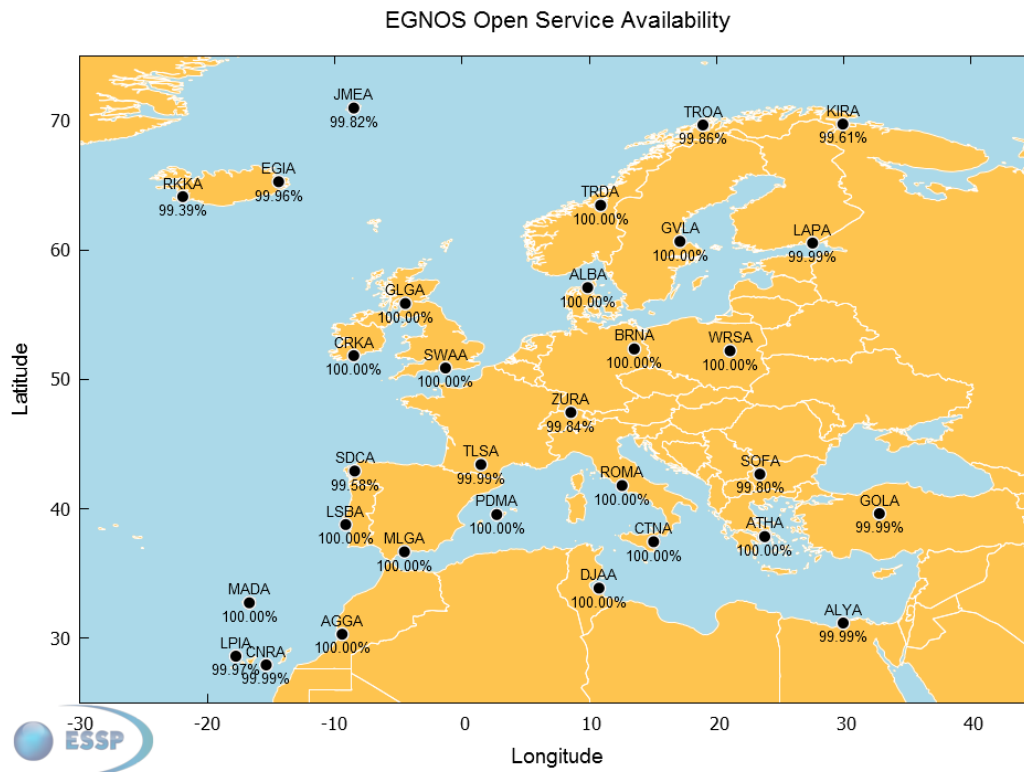 EGNOS Open Service Availability
JMEA
99.82%
TROA
99.86%
KIRA
99.61%
EGIA
99.96%
RKKA
99.39%
TRDA
100.00%
GVLA
100.00%
LAPA
99.99%
ALBA
100.00%
GLGA
100.00%
CRKA
100.00%
SWAA
100.00%
BRNA
100.00%
WRSA
100.00%
ZURA
99.84%
SDCA
99.58%
TLSA
99.99%
ROMA
100.00%
SOFA
99.80%
LSBA
100.00%
PDMA
100.00%
GOLA
99.99%
MLGA
100.00%
CTNA
100.00%
ATHA
100.00%
DJAA
100.00%
MADA
100.00%
AGGA
100.00%
ALYA
99.99%
LPIA
99.97%
CNRA
99.99%
70
60
50
40
30
Latitude
-30 -20 -10 0 10 20 30 40
Longitude
ESSP